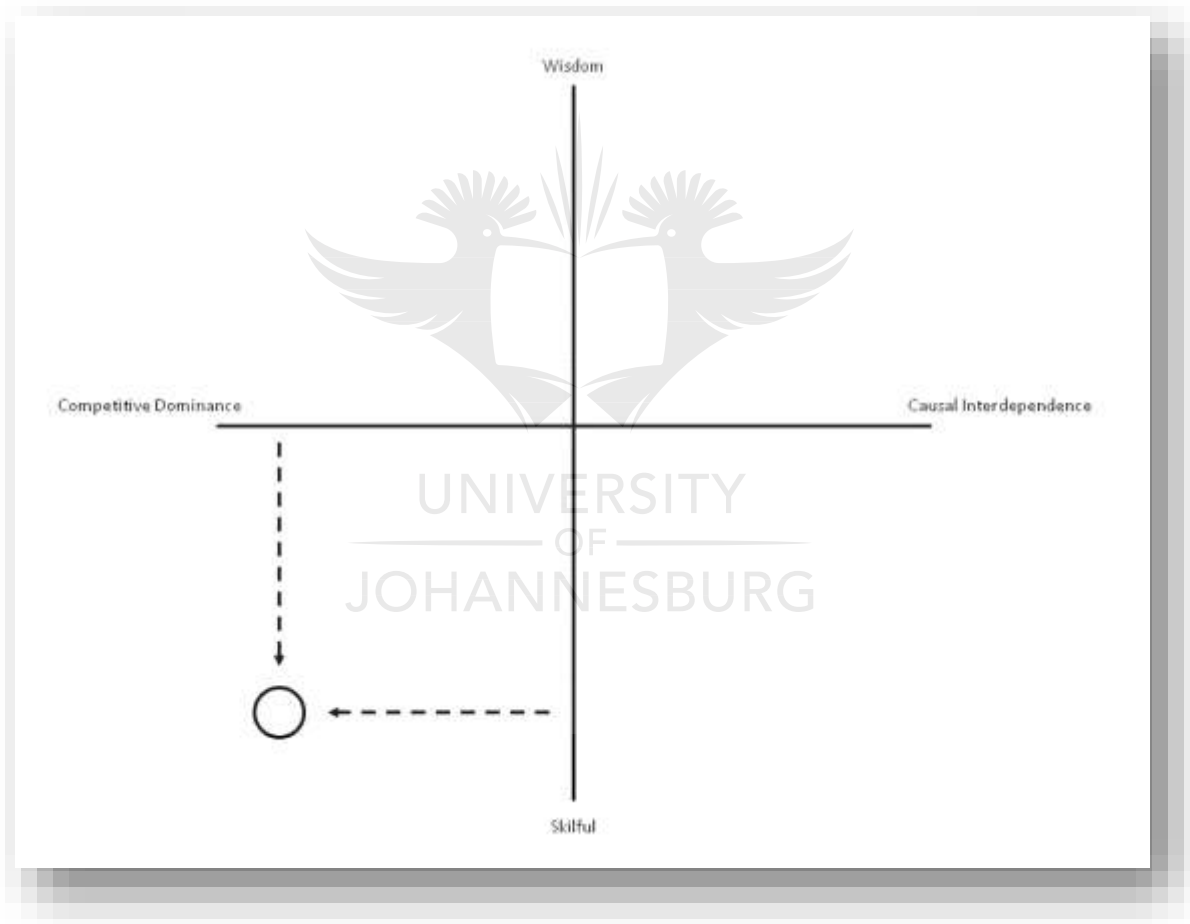 Wisdom
Competitive Dominance
Causal Interdependence
UNIVERSITY
OF
JOHANNESBURG
Skilful